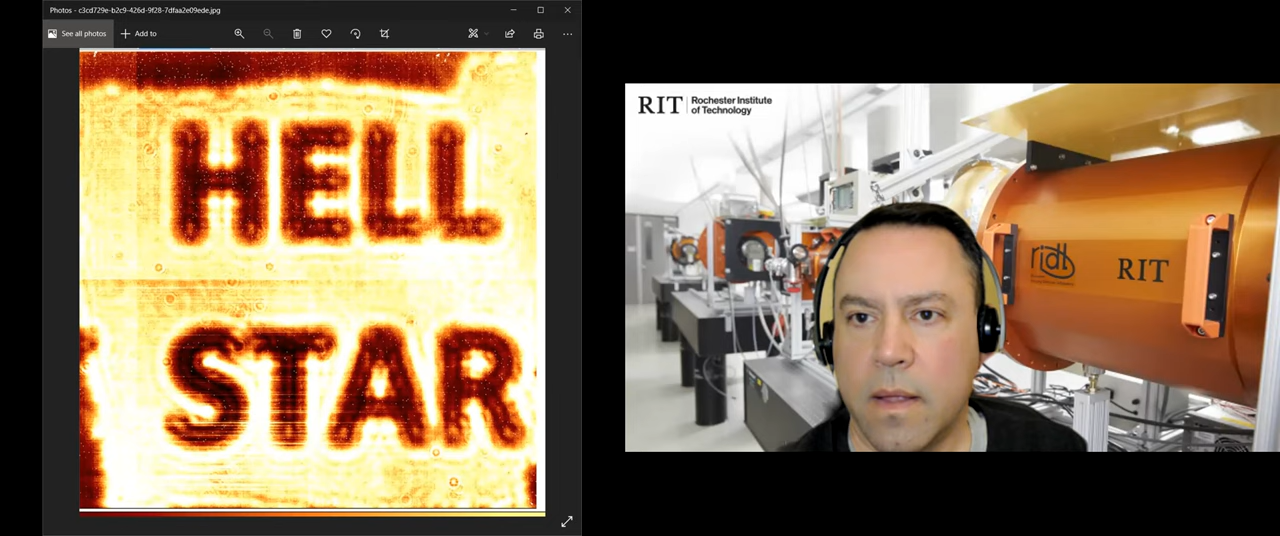 Photos - c3cd729e-b2c9-426d-9f28-7dfaa2e09ede.jpg
See all photos
Add to
HELL
STAR
RIT
Rochester Institute
of Technology
ridl
RIT